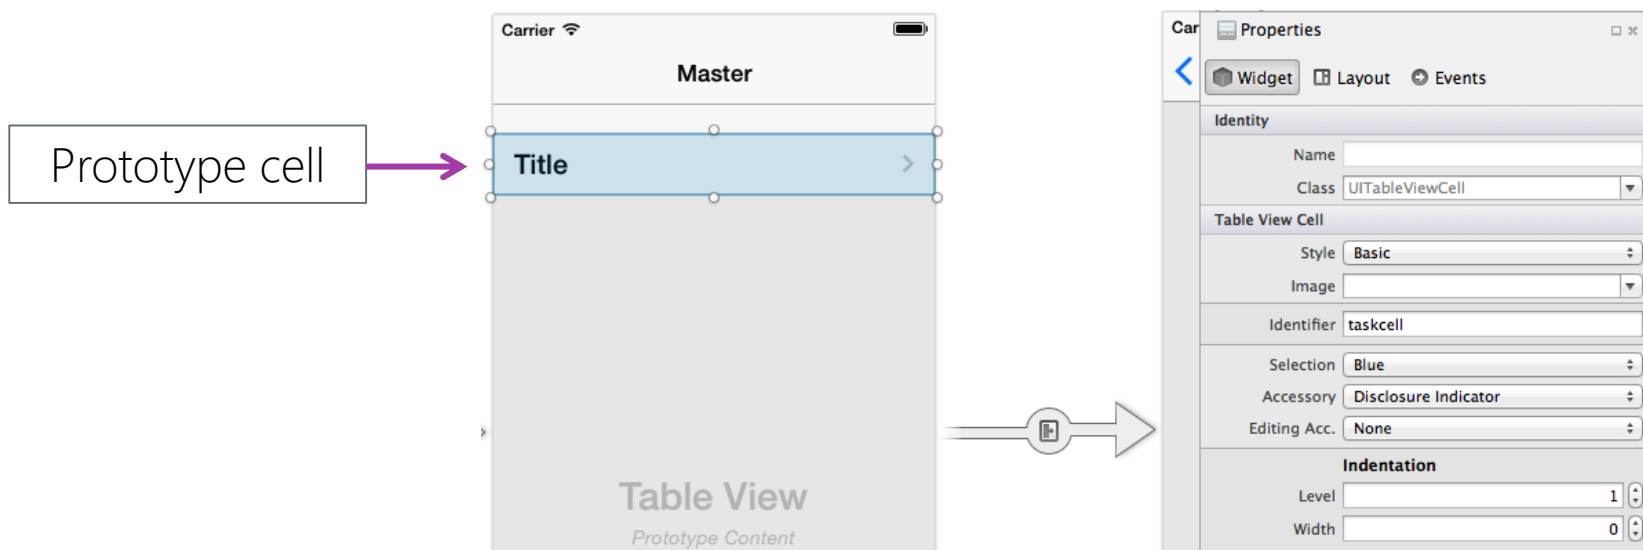 Prototype cell
Carrier
Master
Title
Table View
Prototype Content
Car
Properties
Widget Layout Events
Identity
Name
Class UITableViewCell
Table View Cell
Style Basic
Image
Identifier taskcell
Selection Blue
Accessory Disclosure Indicator
Editing Acc. None
Indentation
Level 1
Width 0